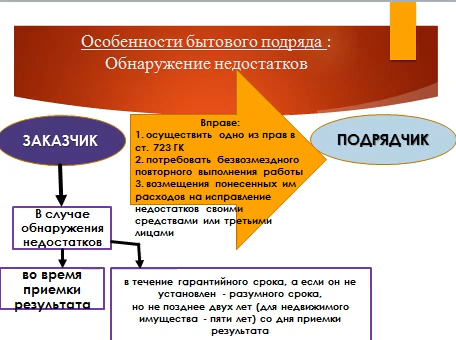 Особенности бытового подряда :
Обнаружение недостатков
ЗАКАЗЧИК
Вправе:
1. осуществить одно из прав в
ст. 723 ГК
2. потребовать безвозмездного
повторного выполнения работы
3. возмещения понесенных им
расходов на исправление
недостатков своими
средствами или третьими
лицами
ПОДРЯДЧИК
В случае
обнаружения
недостатков
во время
приемки
результата
в течение гарантийного срока, а если он не
установлен - разумного срока,
но не позднее двух лет (для недвижимого
имущества - пяти лет) со дня приемки
результата